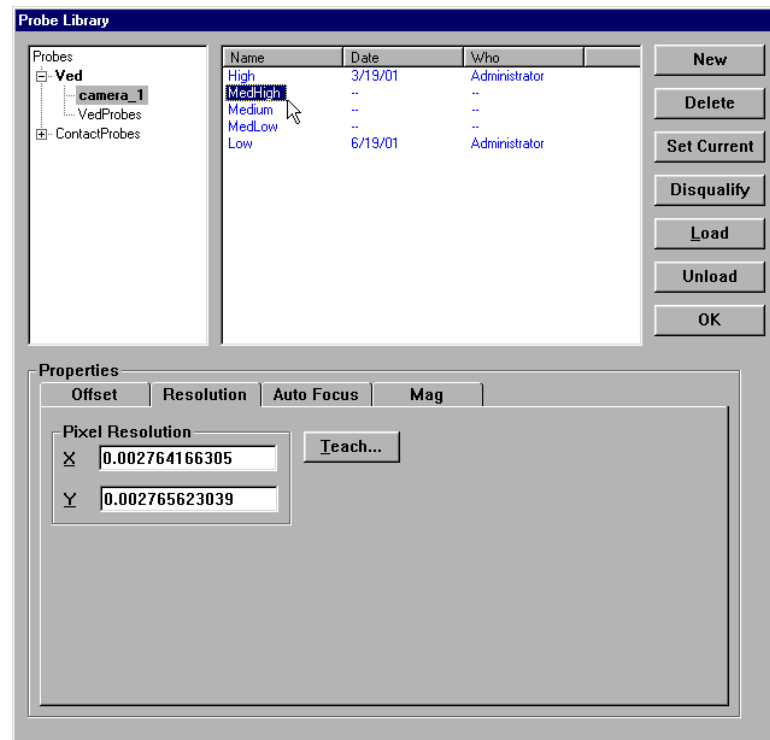 Probe Library
Probes
Ved
camera_1
VedProbes
ContactProbes
Name Date Who
High 3/19/01 Administrator
MedHigh -- --
Medium -- --
MedLow -- --
Low 6/19/01 Administrator
New
Delete
Set Current
Disqualify
Load
Unload
OK
Properties
Offset Resolution Auto Focus Mag
Pixel Resolution
X 0.002764166305
Y 0.002765623039
Teach...